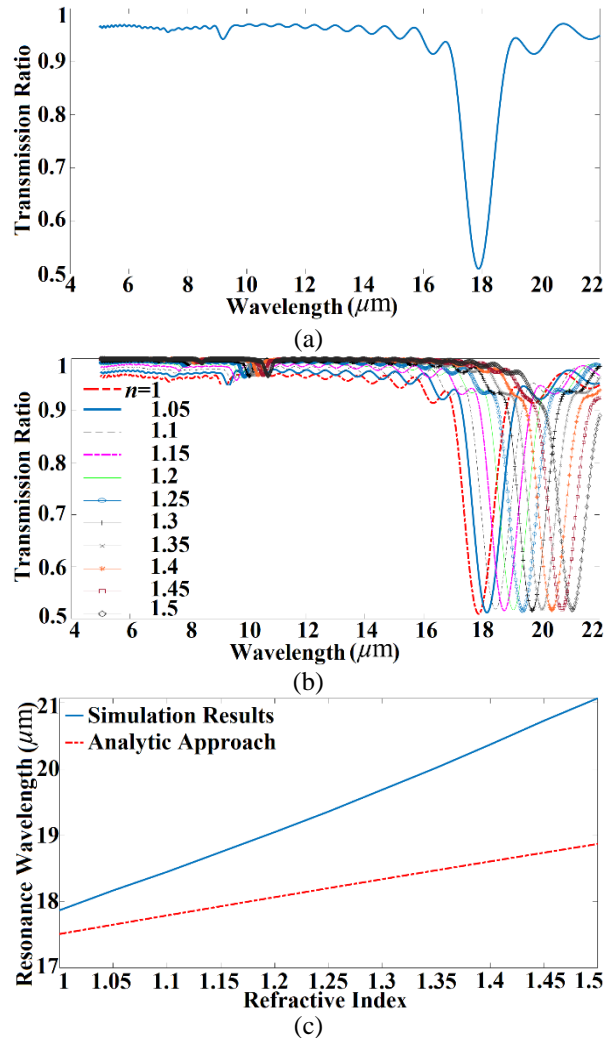 1
0.9
0.8
0.7
0.6
0.5
4 6 8 10 12 14 16 18 20 22
Transmission Ratio
Wavelength (μm)
(a)
1
0.9
0.8
0.7
0.6
0.5
n=1
1.05
1.1
1.15
1.2
1.25
1.3
1.35
1.4
1.45
1.5
4 6 8 10 12 14 16 18 20 22
Transmission Ratio
Wavelength (μm)
(b)
21
20
19
18
17
Simulation Results
Analytic Approach
1 1.05 1.1 1.15 1.2 1.25 1.3 1.35 1.4 1.45 1.5
Resonance Wavelength (μm)
Refractive Index
(c)